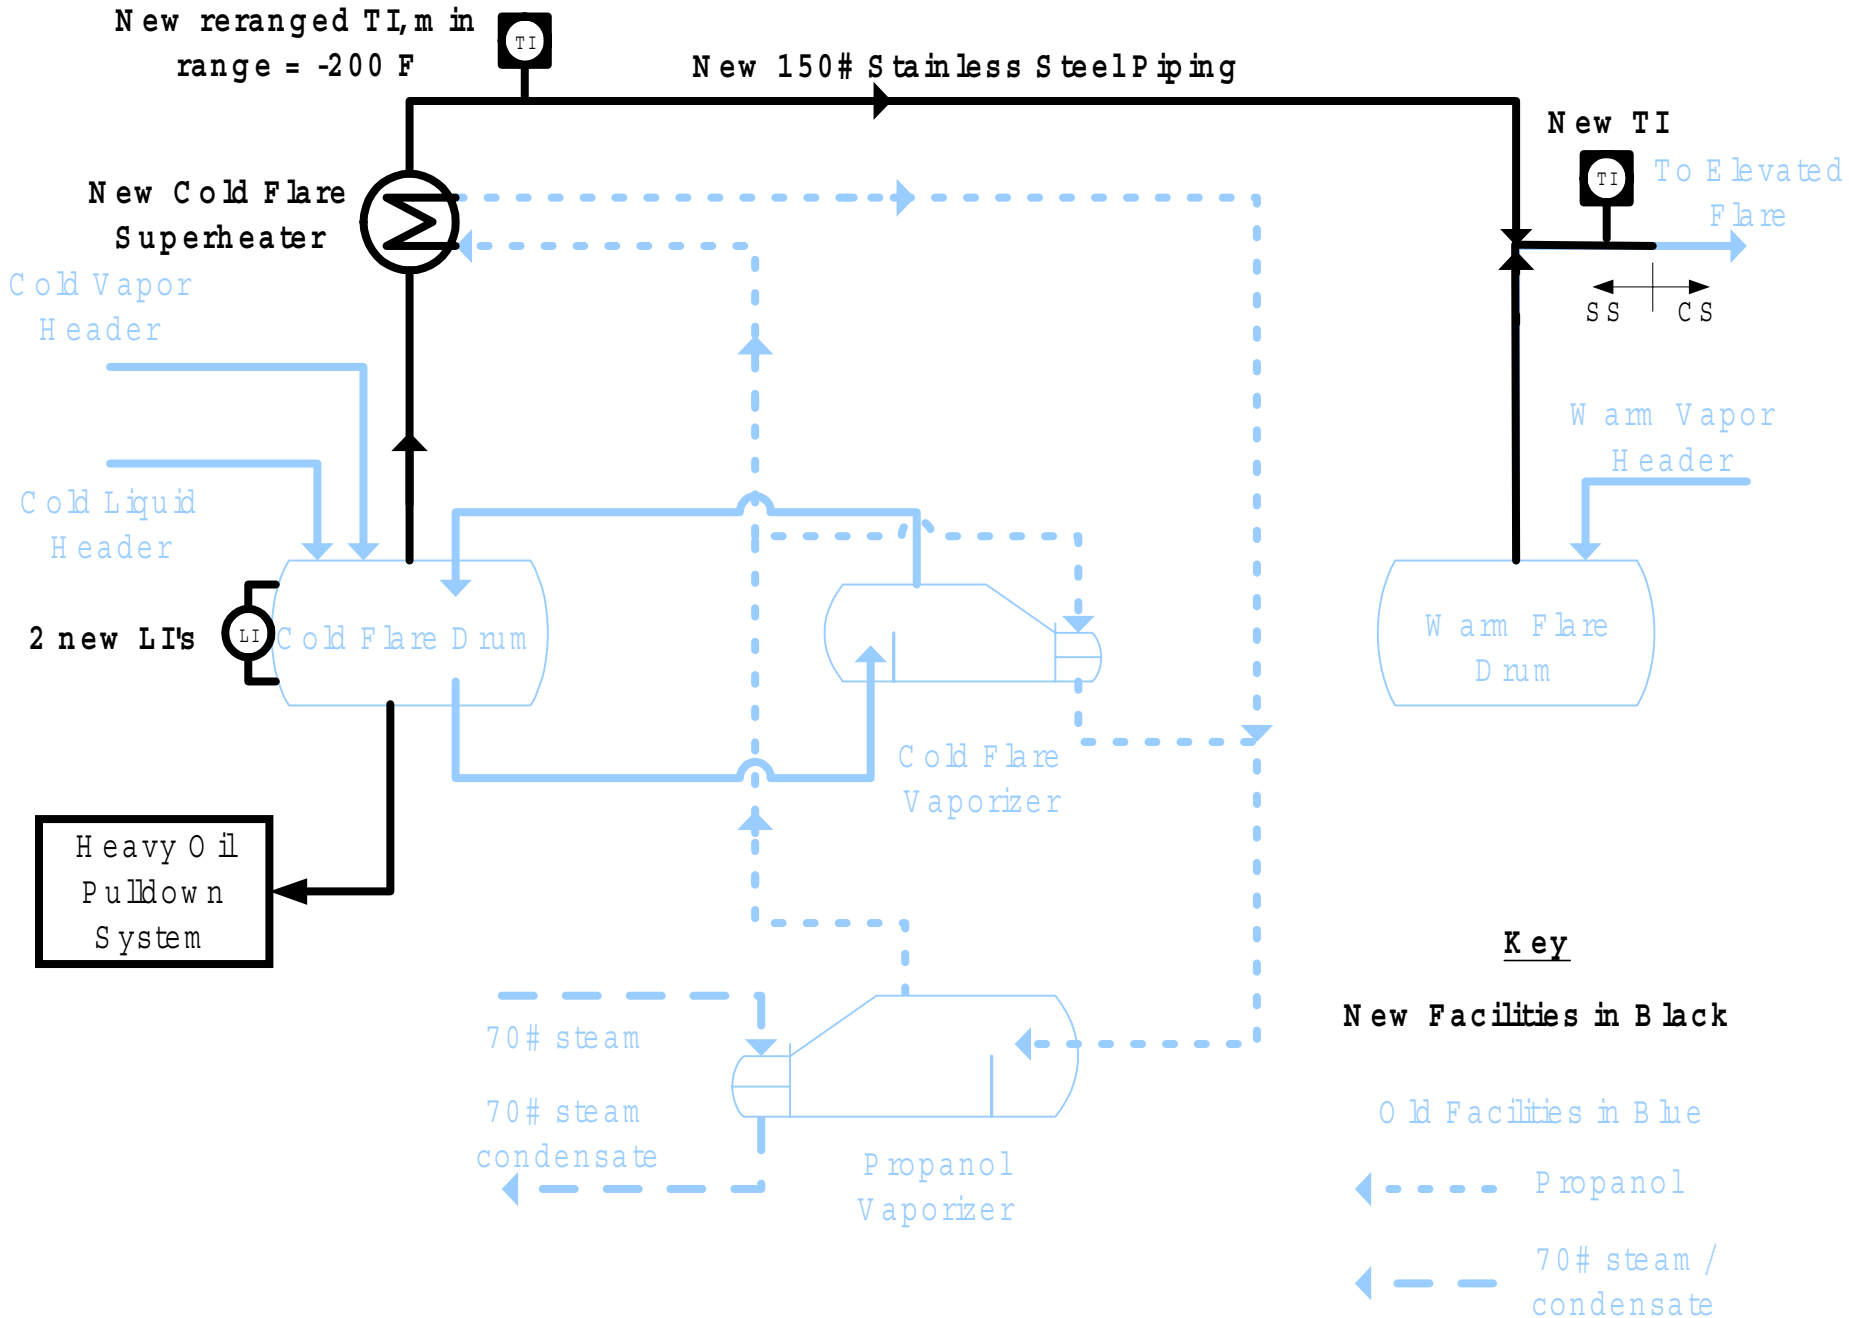 New reranged TI, min
range = -200 F
TI
New 150# Stainless Steel Piping
New TI
TI
To Elevated
Flare
SS
CS
New Cold Flare
Superheater
Cold Vapor
Header
Cold Liquid
Header
Warm Vapor
Header
2 new LI's
LI
Cold Flare Drum
Warm Flare
Drum
Cold Flare
Vaporizer
Heavy Oil
Pulldown
System
70# steam
70# steam
condensate
Propanol
Vaporizer
Key
New Facilities in Black
Old Facilities in Blue
Propanol
70# steam /
condensate